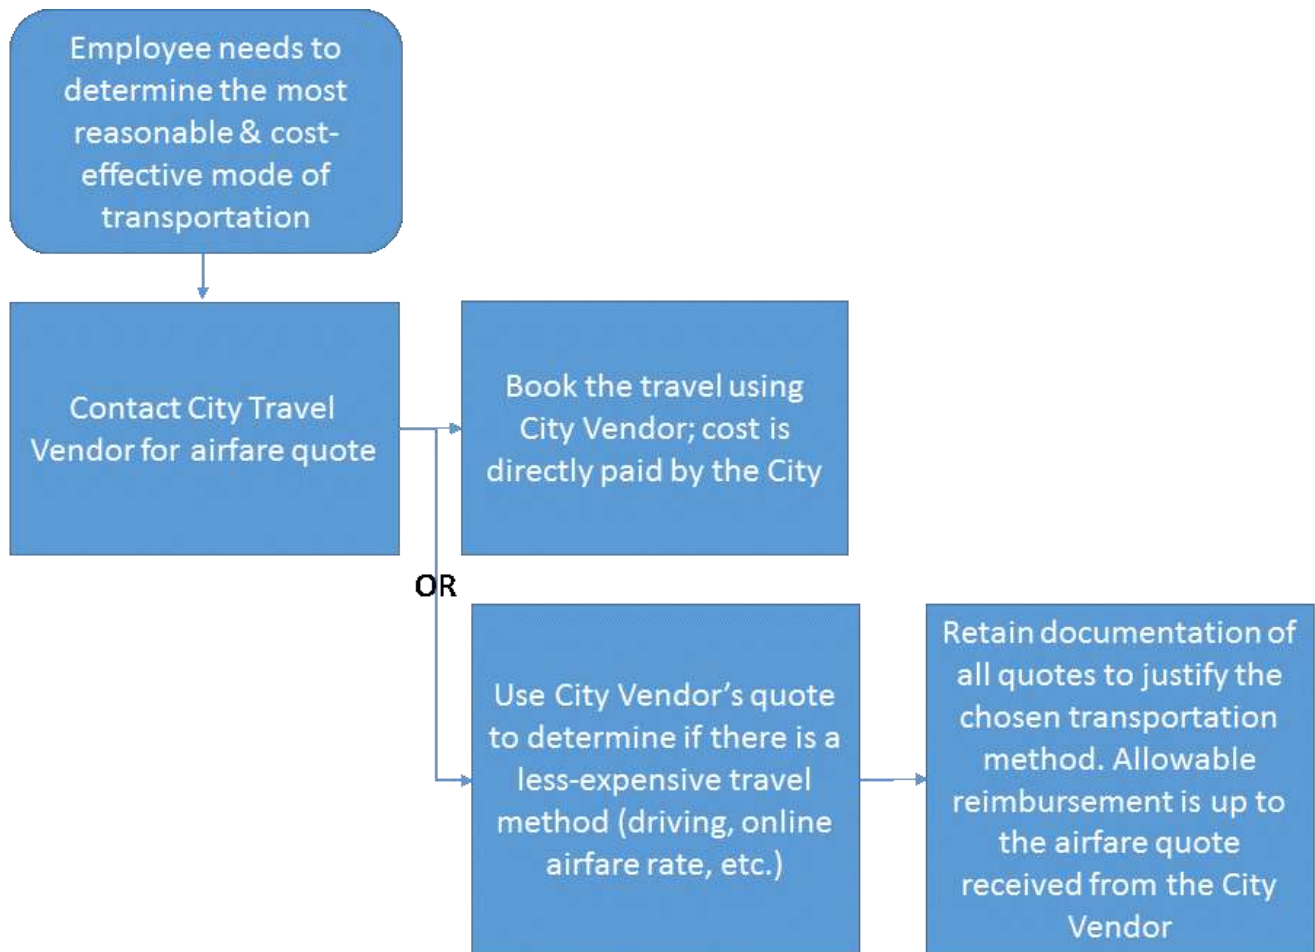 Employee needs to
determine the most
reasonable & cost-
effective mode of
transportation
Contact City Travel
Vendor for airfare quote
Book the travel using
City Vendor; cost is
directly paid by the City
OR
Use City Vendor’s quote
to determine if there is a
less-expensive travel
method (driving, online
airfare rate, etc.)
Retain documentation of
all quotes to justify the
chosen transportation
method. Allowable
reimbursement is up to
the airfare quote
received from the City
Vendor